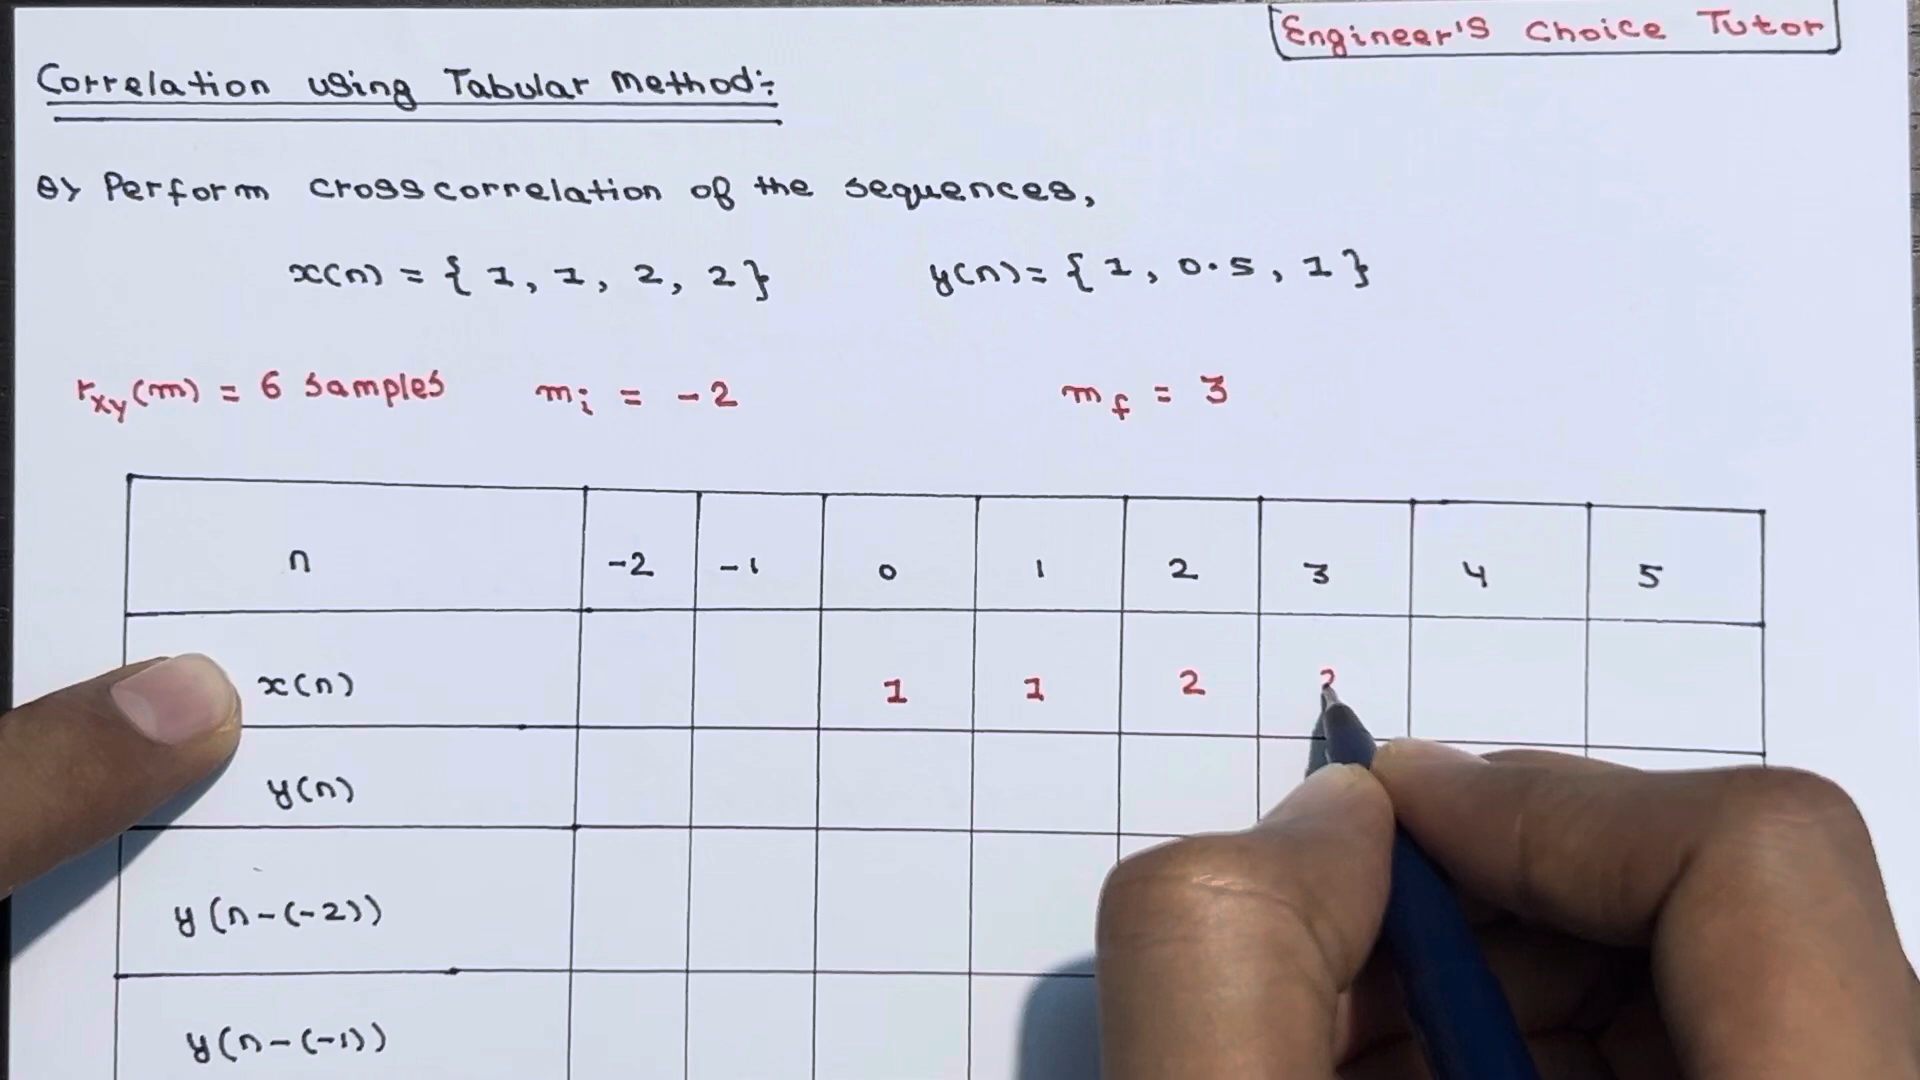 Engineer's Choice Tutor
Correlation using Tabular Method:-
Q> Perform crosscorrelation of the sequences,
x(n) = { 1, 1, 2, 2} y(n)= { 1, 0.5, 1 }
rxy(m) = 6 samples mi = -2 mf = 3
n -2 -1 0 1 2 3 4 5
x(n) 1 1 2 2
y(n)
y(n-(-2))
y(n-(-1))